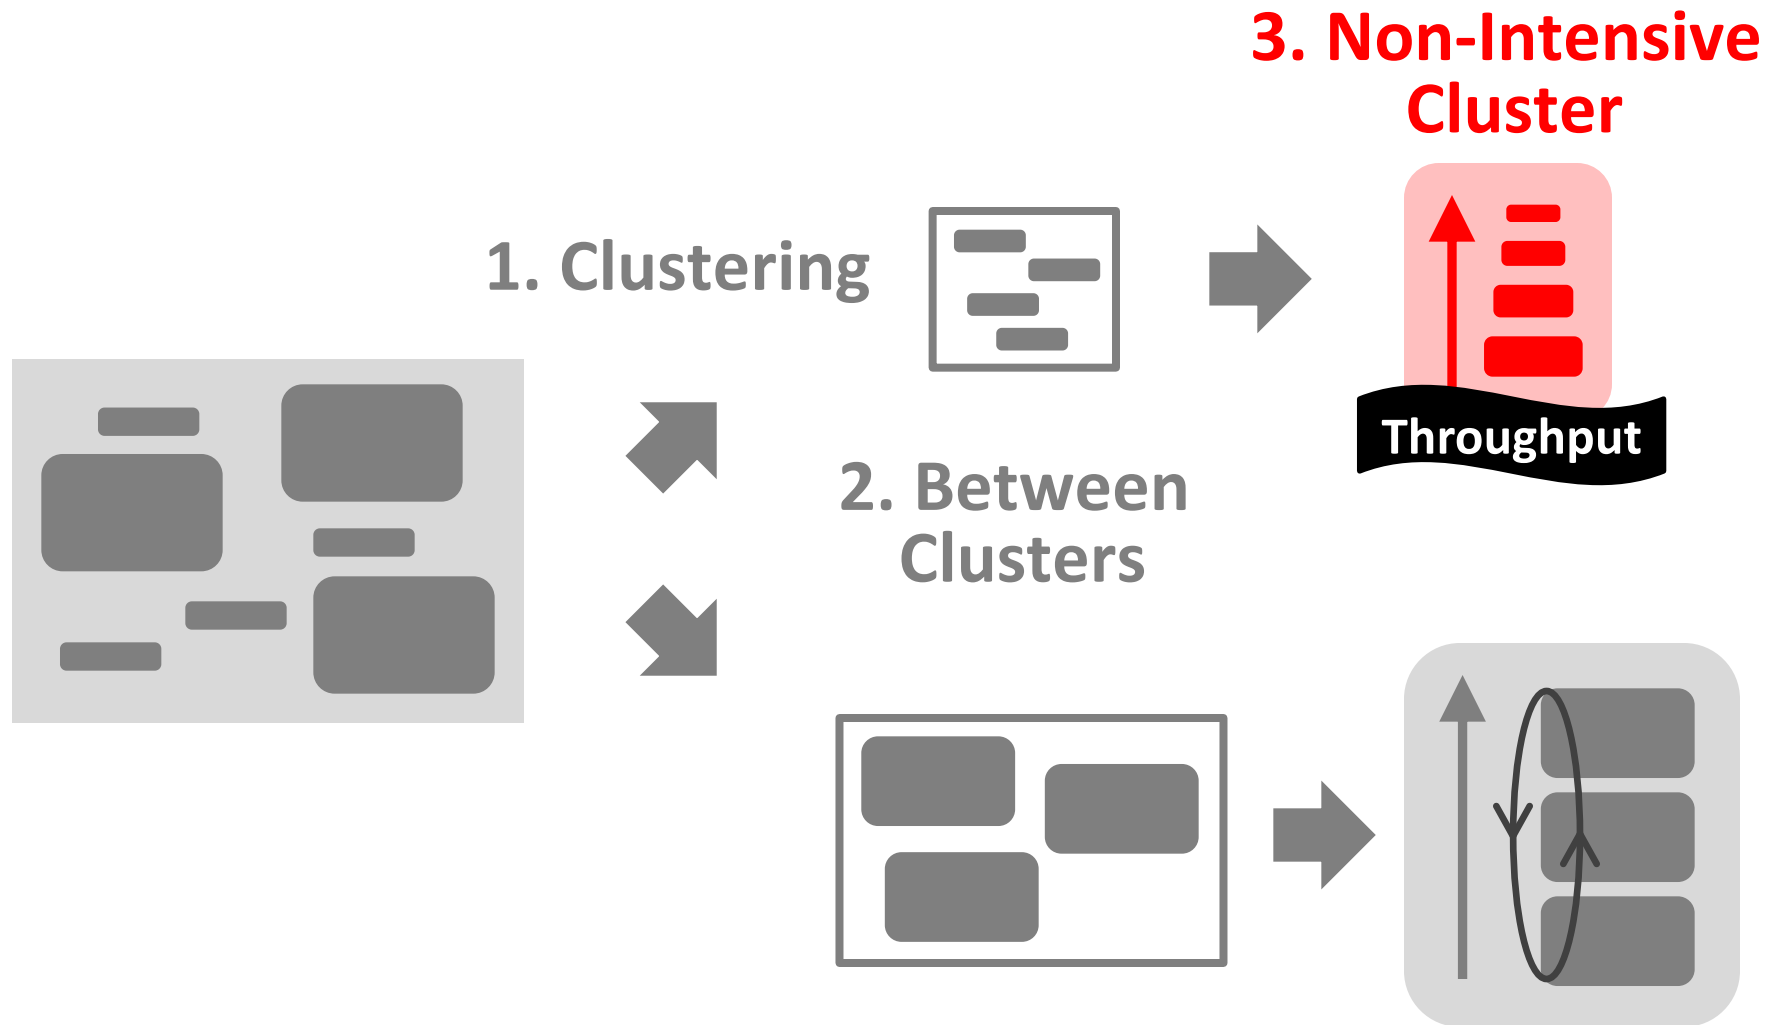 3. Non-Intensive
Cluster
1. Clustering
Throughput
2. Between
Clusters